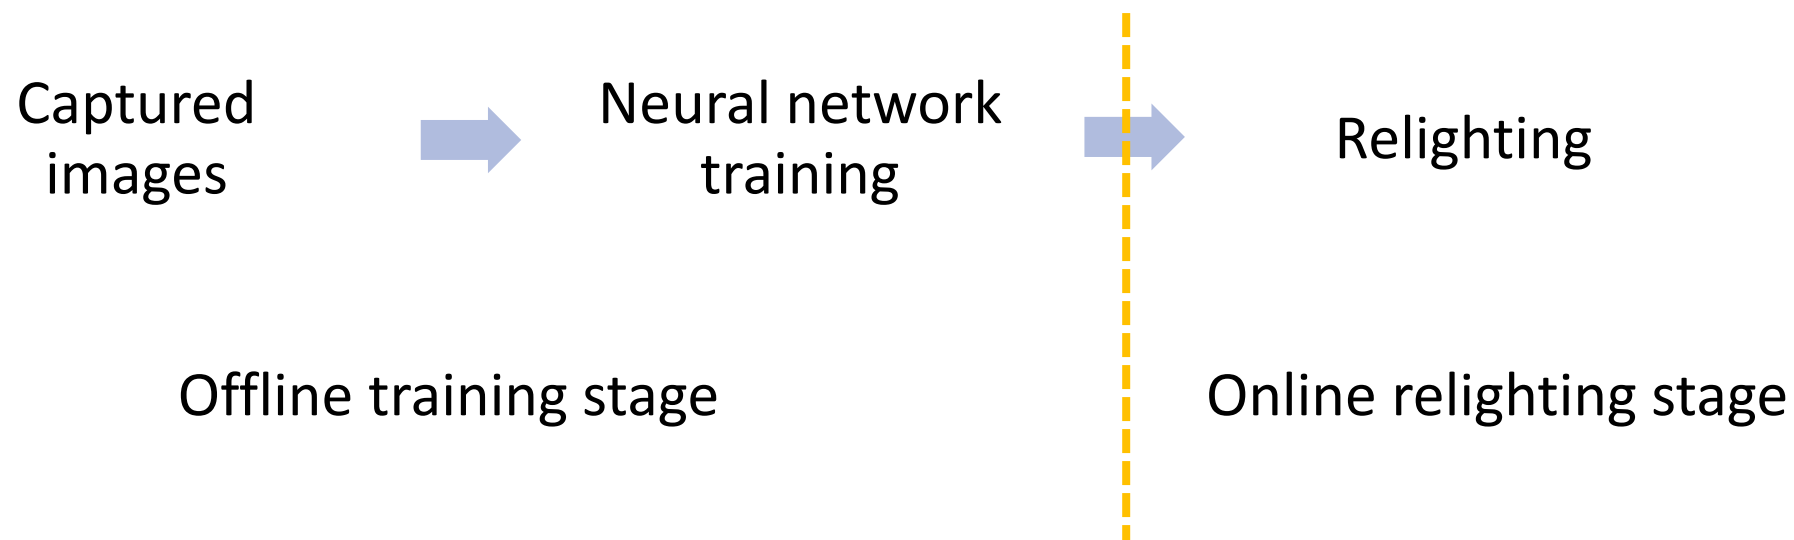 Captured
images
Neural network
training
Relighting
Offline training stage
Online relighting stage